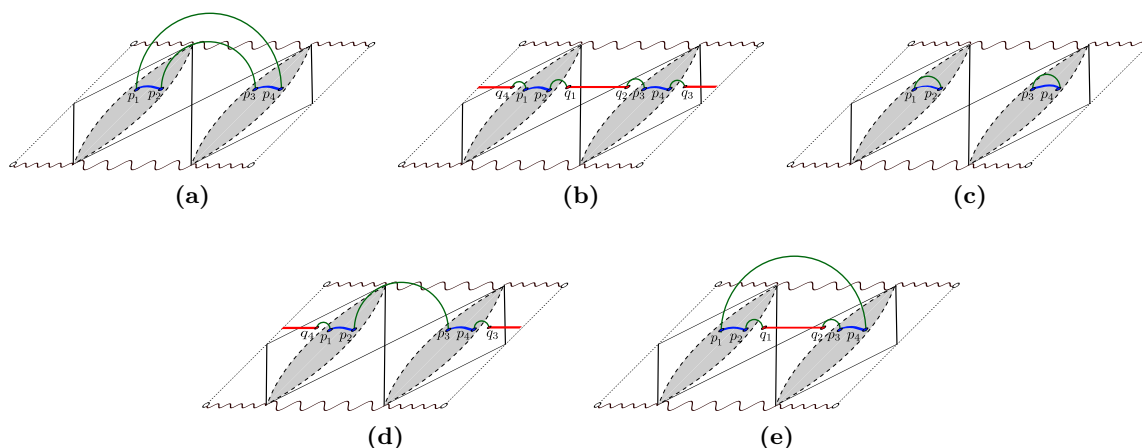 p1 p2 p3 p4
(a)
q4 p1 p2 q1 q2 p3 p4 q3
(b)
p1 p2 p3 p4
(c)
q4 p1 p2 p3 p4 q3
(d)
p1 p2 q1 q2 p3 p4
(e)